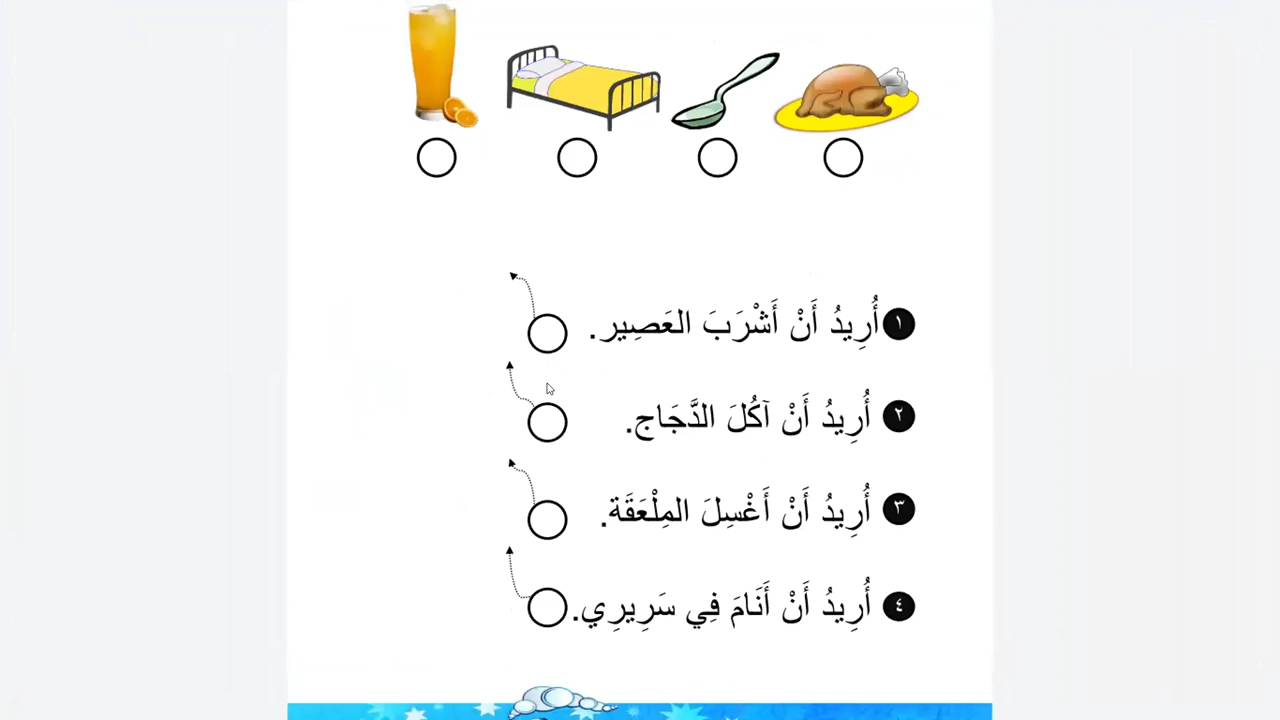 ١ أُرِيدُ أَنْ أَشْرَبَ العَصِير.
٢ أُرِيدُ أَنْ آكُلَ الدَّجَاج.
٣ أُرِيدُ أَنْ أَغْسِلَ المِلْعَقَة.
٤ أُرِيدُ أَنْ أَنَامَ فِي سَرِيرِي.